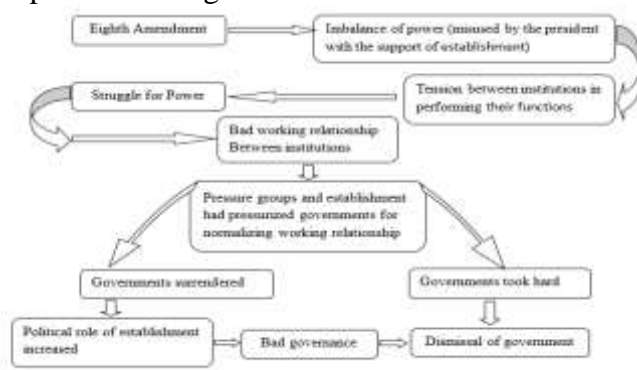 Eighth Amendment
Imbalance of power (misused by the president
with the support of establishment)
Tension between institutions in
performing their functions
Struggle for Power
Bad working relationship
Between institutions
Pressure groups and establishment
had pressurized governments for
normalizing working relationship
Governments surrendered
Governments took hard
Political role of establishment
increased
Bad governance
Dismissal of government